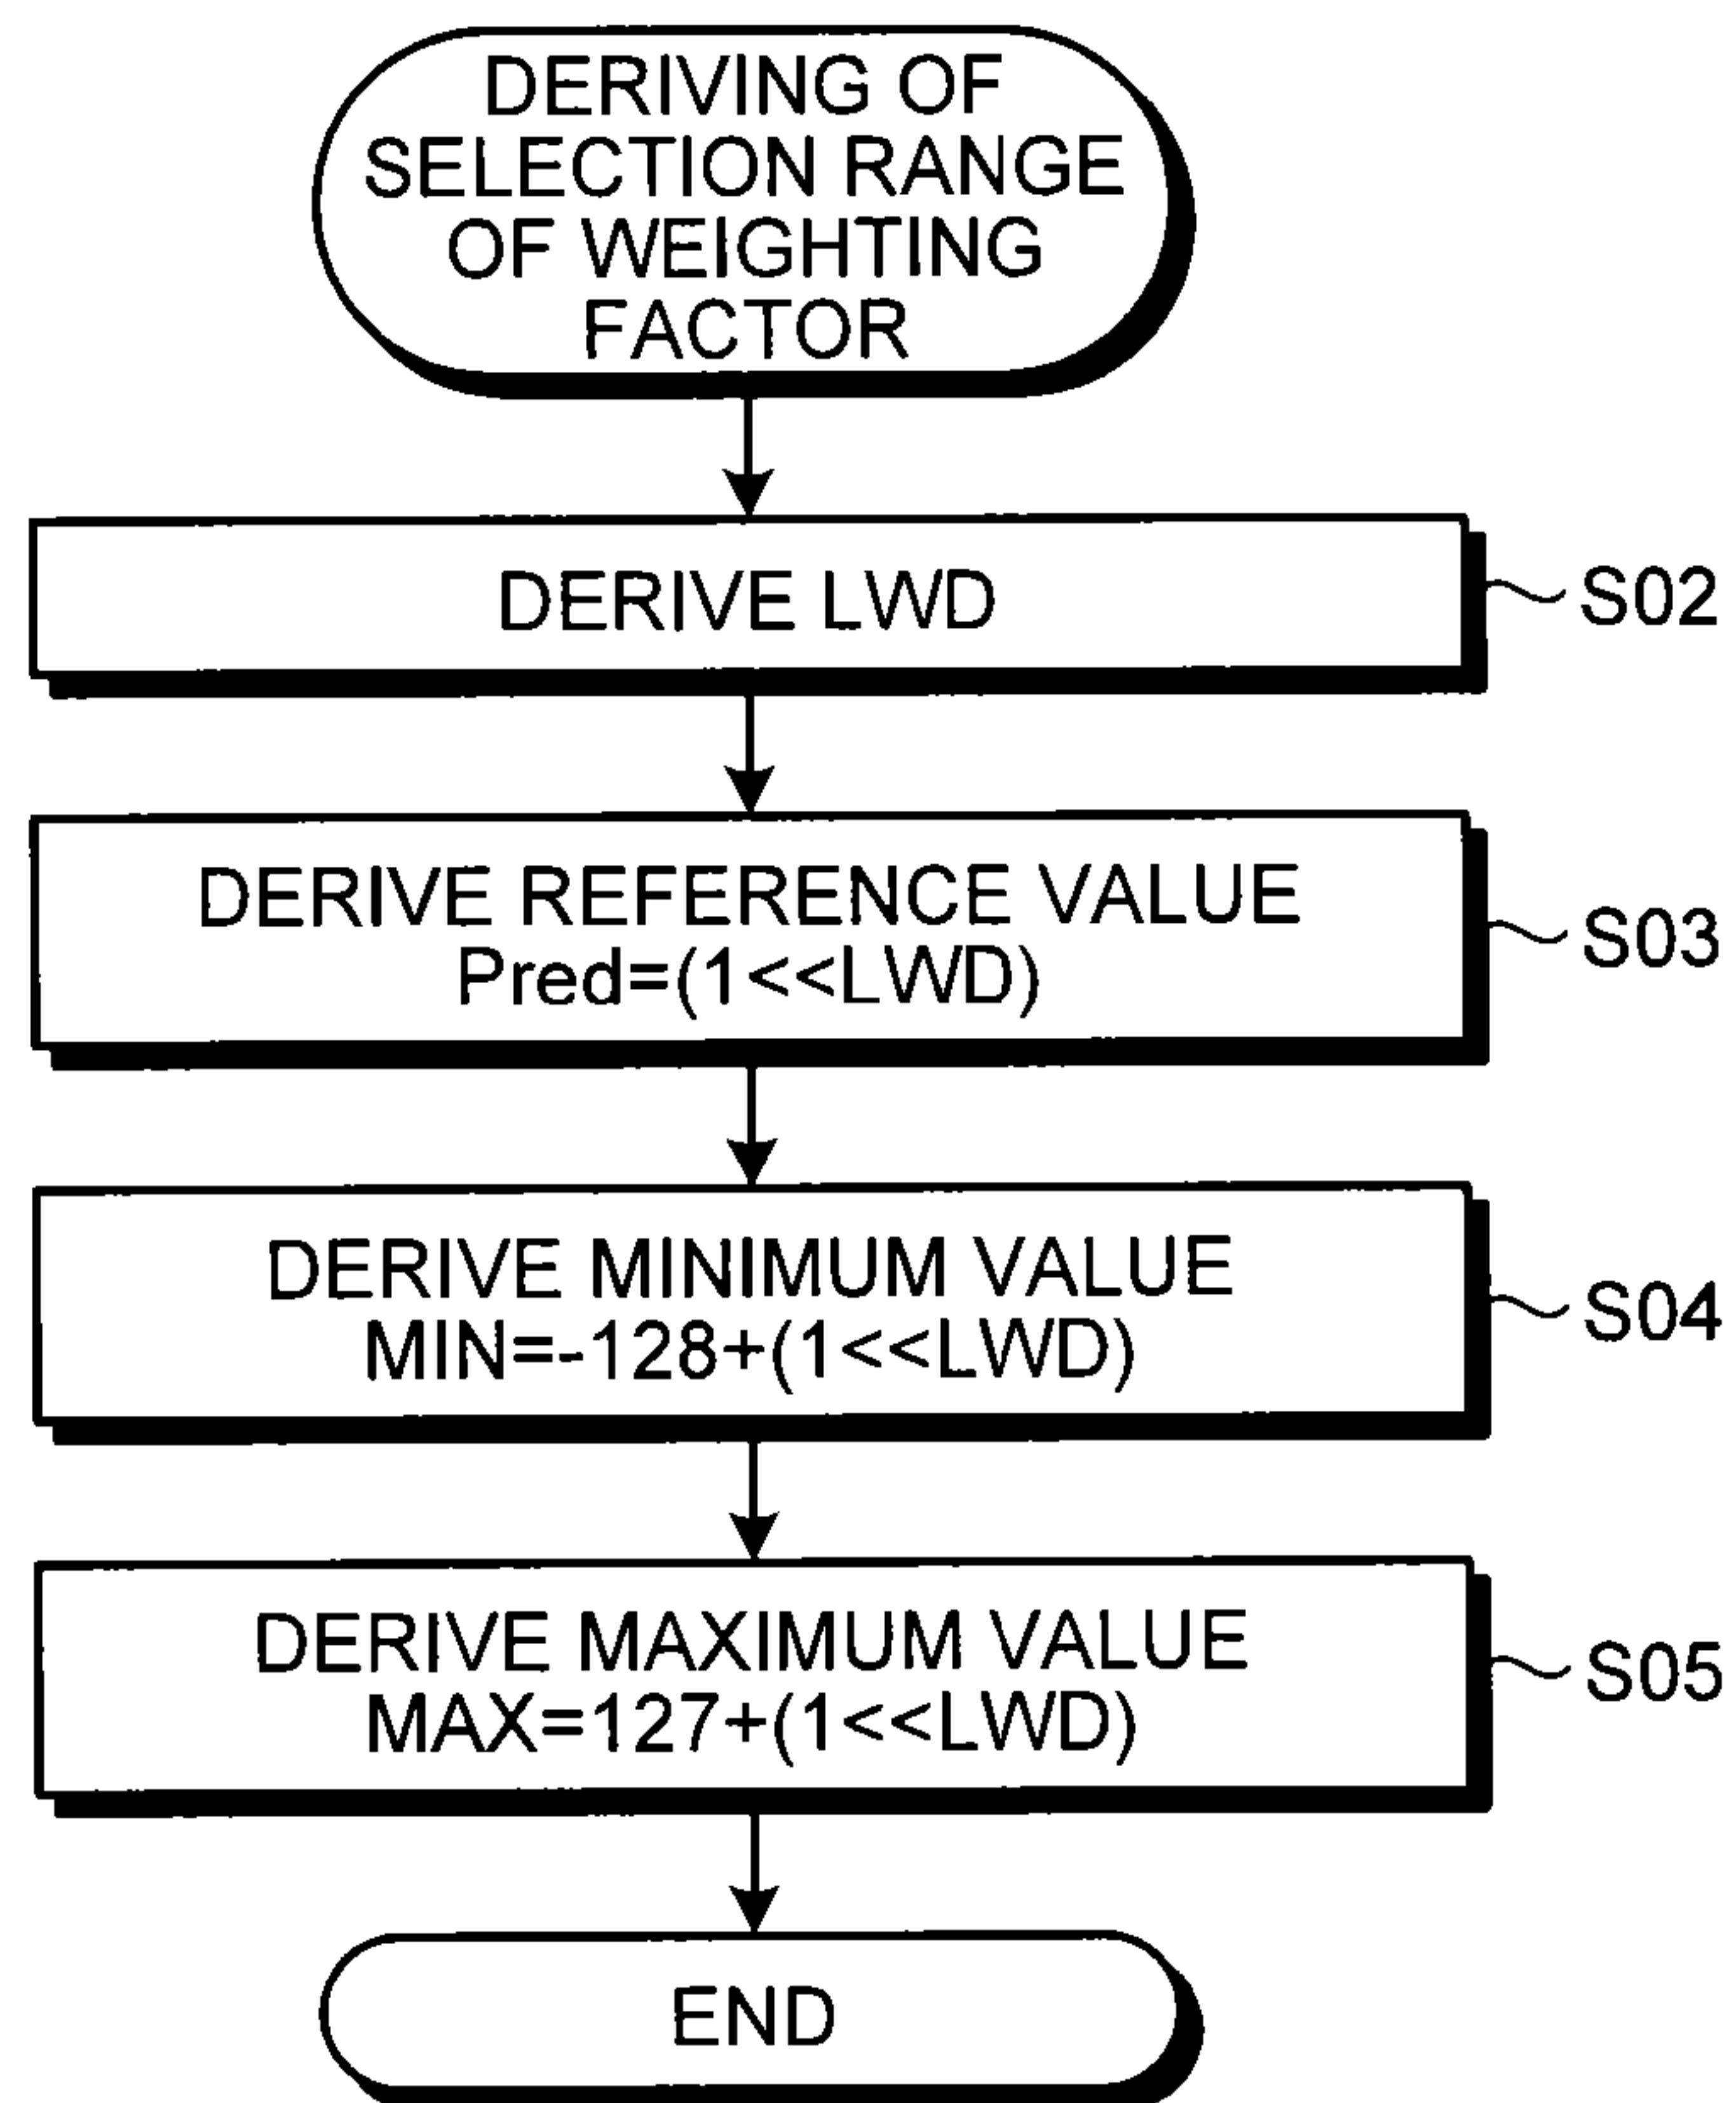 DERIVING OF
SELECTION RANGE
OF WEIGHTING
FACTOR
DERIVE LWD
S02
DERIVE REFERENCE VALUE
Pred=(1<<LWD)
S03
DERIVE MINIMUM VALUE
MIN=-128+(1<<LWD)
S04
DERIVE MAXIMUM VALUE
MAX=127+(1<<LWD)
S05
END